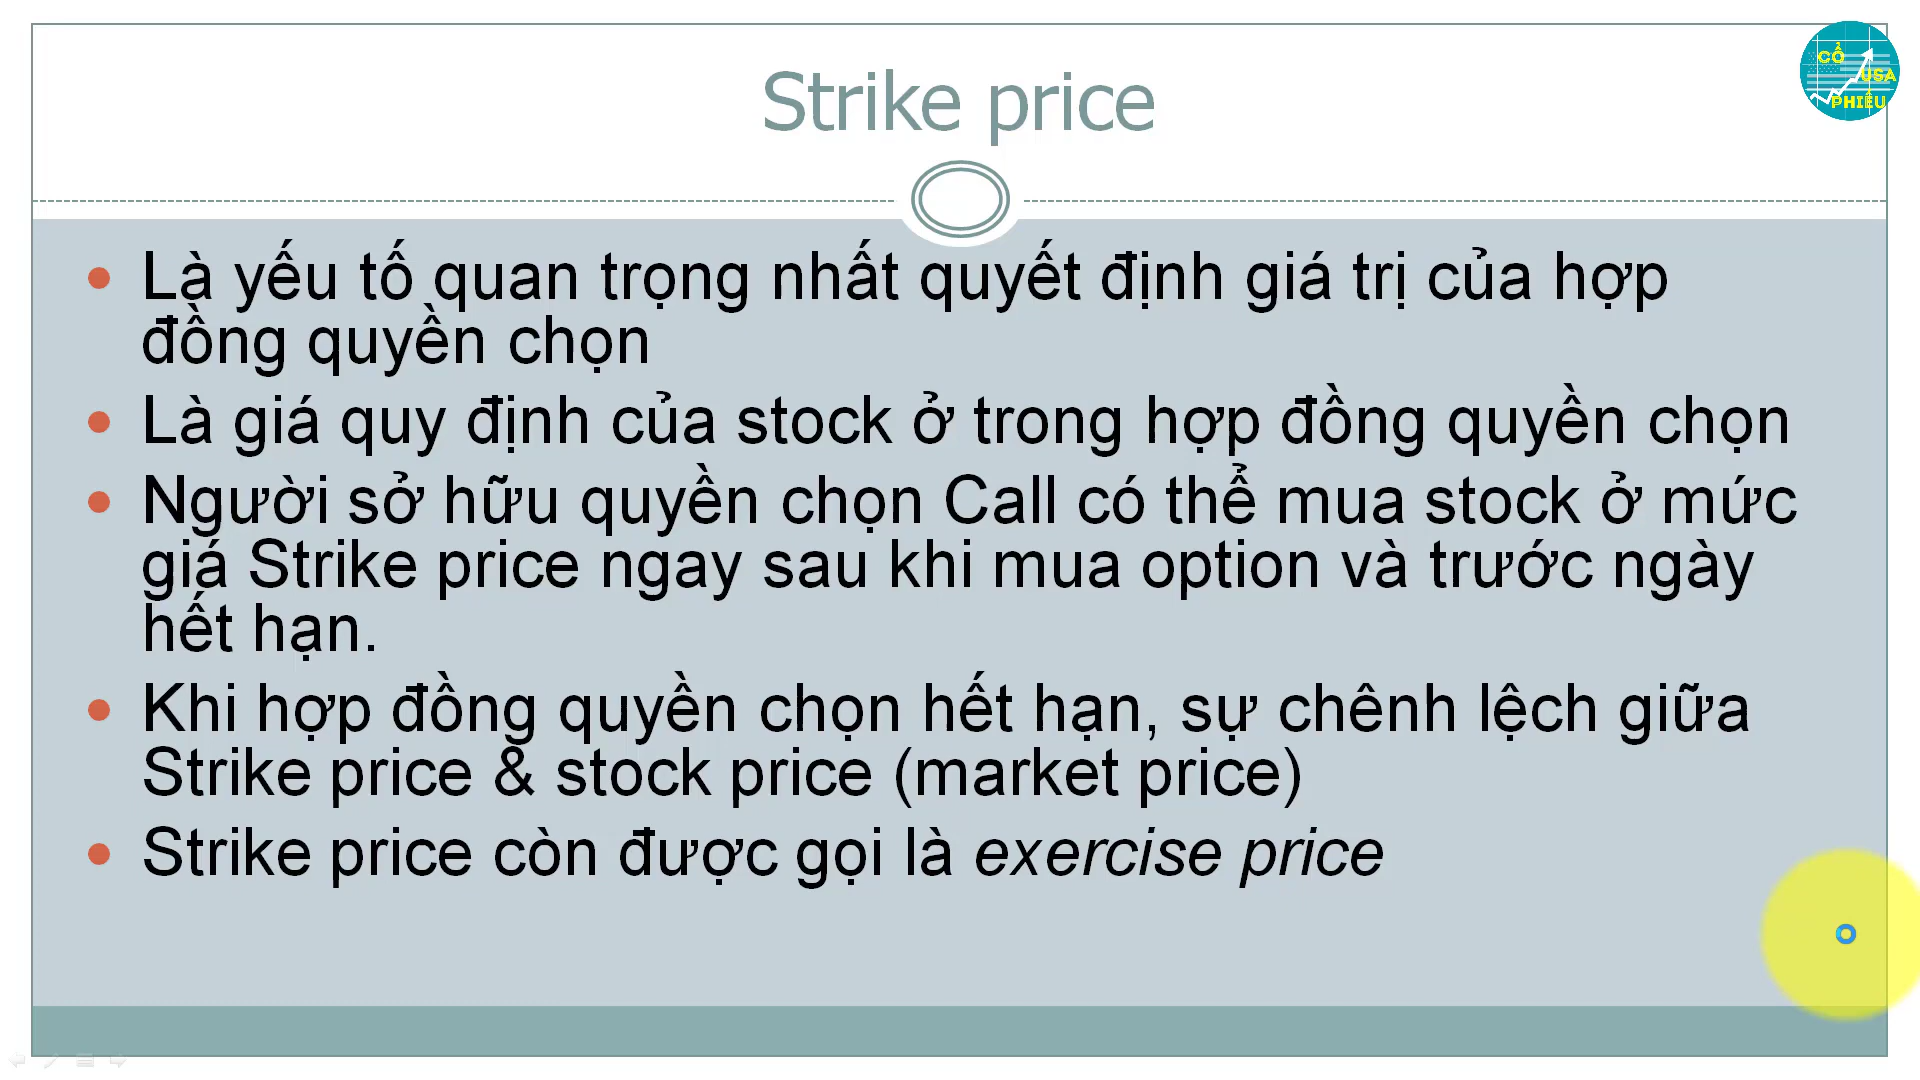 Strike price
CỔ
USA
PHIẾU
Là yếu tố quan trọng nhất quyết định giá trị của hợp
đồng quyền chọn
Là giá quy định của stock ở trong hợp đồng quyền chọn
Người sở hữu quyền chọn Call có thể mua stock ở mức
giá Strike price ngay sau khi mua option và trước ngày
hết hạn.
Khi hợp đồng quyền chọn hết hạn, sự chênh lệch giữa
Strike price & stock price (market price)
Strike price còn được gọi là exercise price